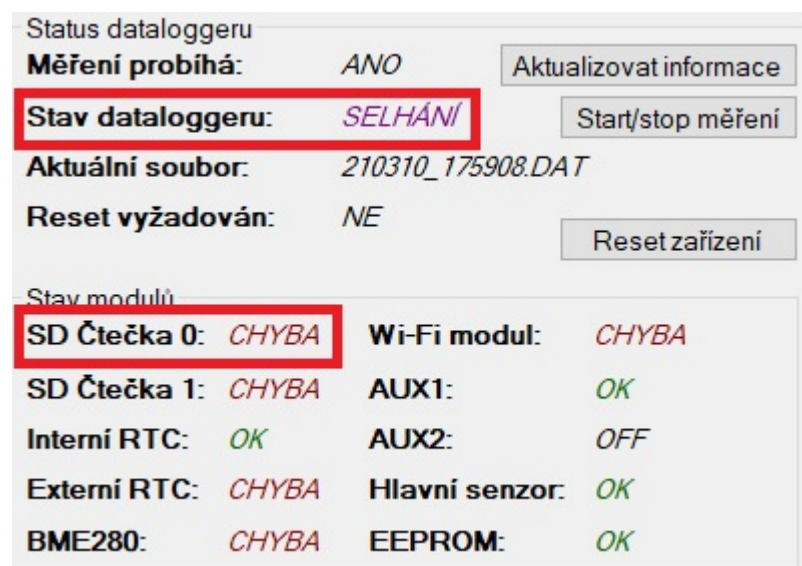 Status dataloggeru
Měření probíhá: ANO Aktualizovat informace
Stav dataloggeru: SELHÁNÍ Start/stop měření
Aktuální soubor: 210310_175908.DAT
Reset vyžadován: NE Reset zařízení
Stav modulů
SD Čtečka 0: CHYBA Wi-Fi modul: CHYBA
SD Čtečka 1: CHYBA AUX1: OK
Interní RTC: OK AUX2: OFF
Externí RTC: CHYBA Hlavní senzor: OK
BME280: CHYBA EEPROM: OK